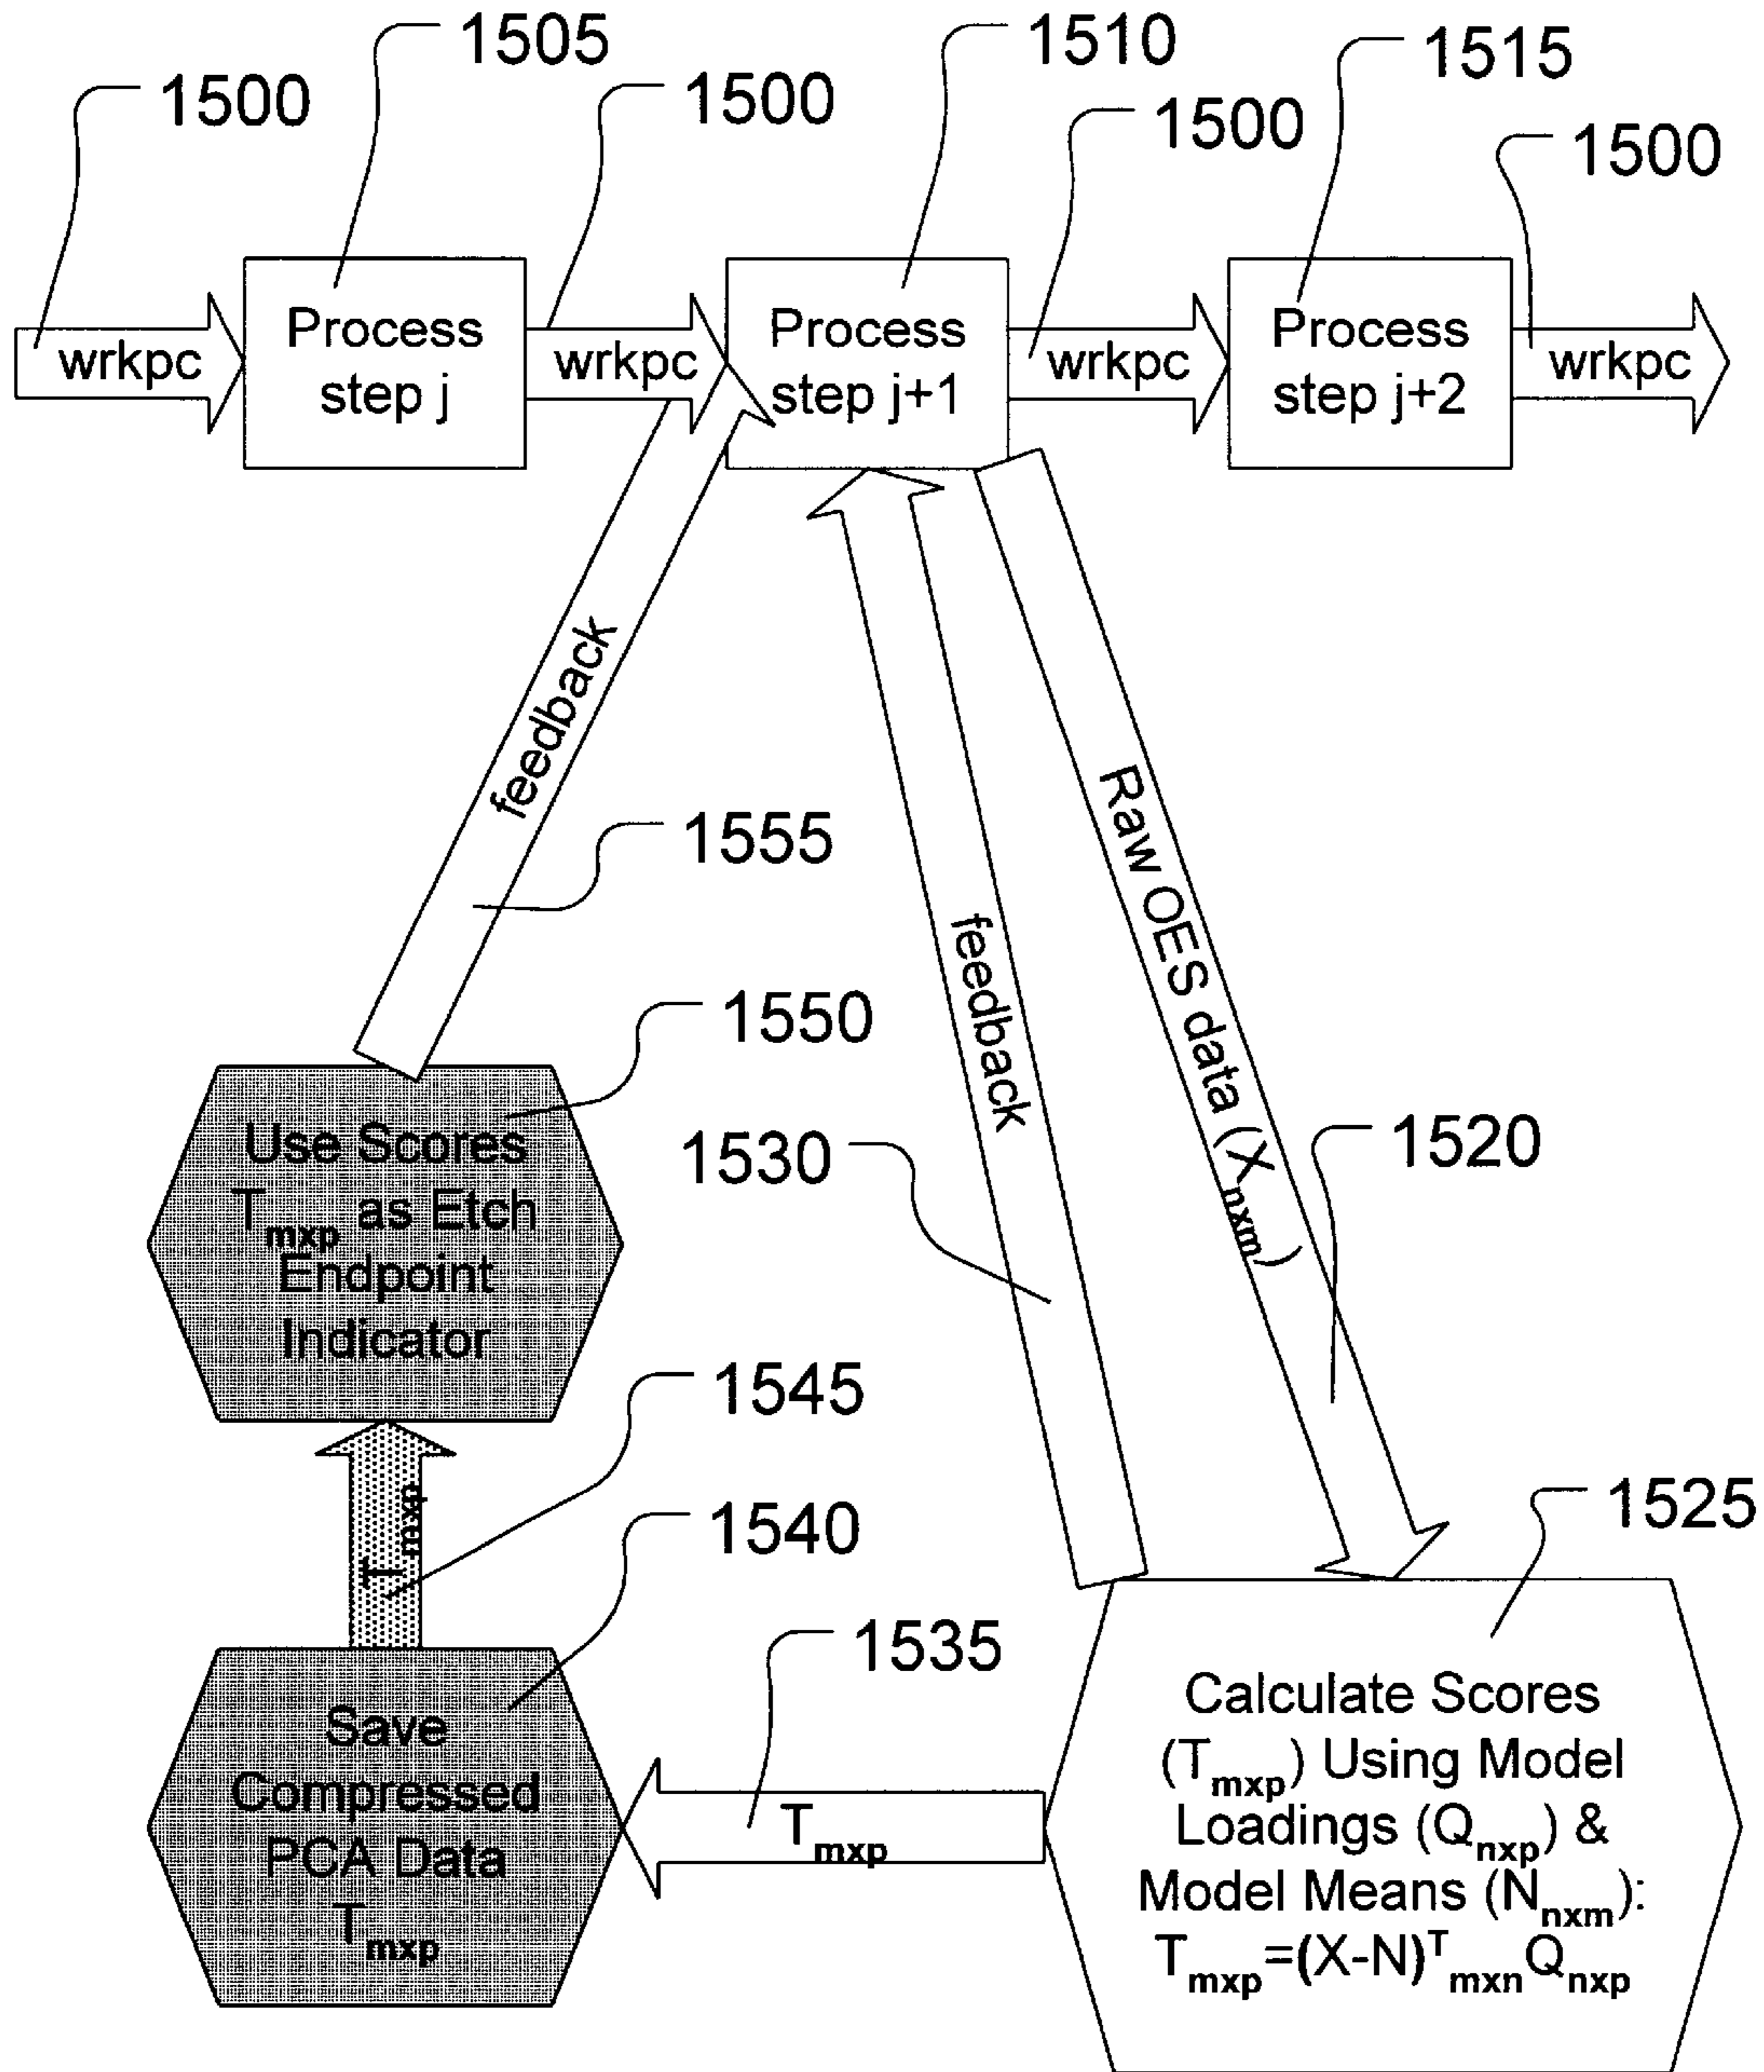 1505
1510
1515
1500
1500
1500
1500
wrkpc
Process
step j
wrkpc
Process
step j+1
wrkpc
Process
step j+2
wrkpc
feedback
feedback
Raw OES data (Xnxm)
1555
1550
1530
1520
Use Scores
Tmxp as Etch
Endpoint
Indicator
1545
Tmxp
1540
1525
1535
Save
Compressed
PCA Data
Tmxp
Tmxp
Calculate Scores
(Tmxp) Using Model
Loadings (Qnxp) &
Model Means (Nnxm):
Tmxp=(X-N)TmxnQnxp